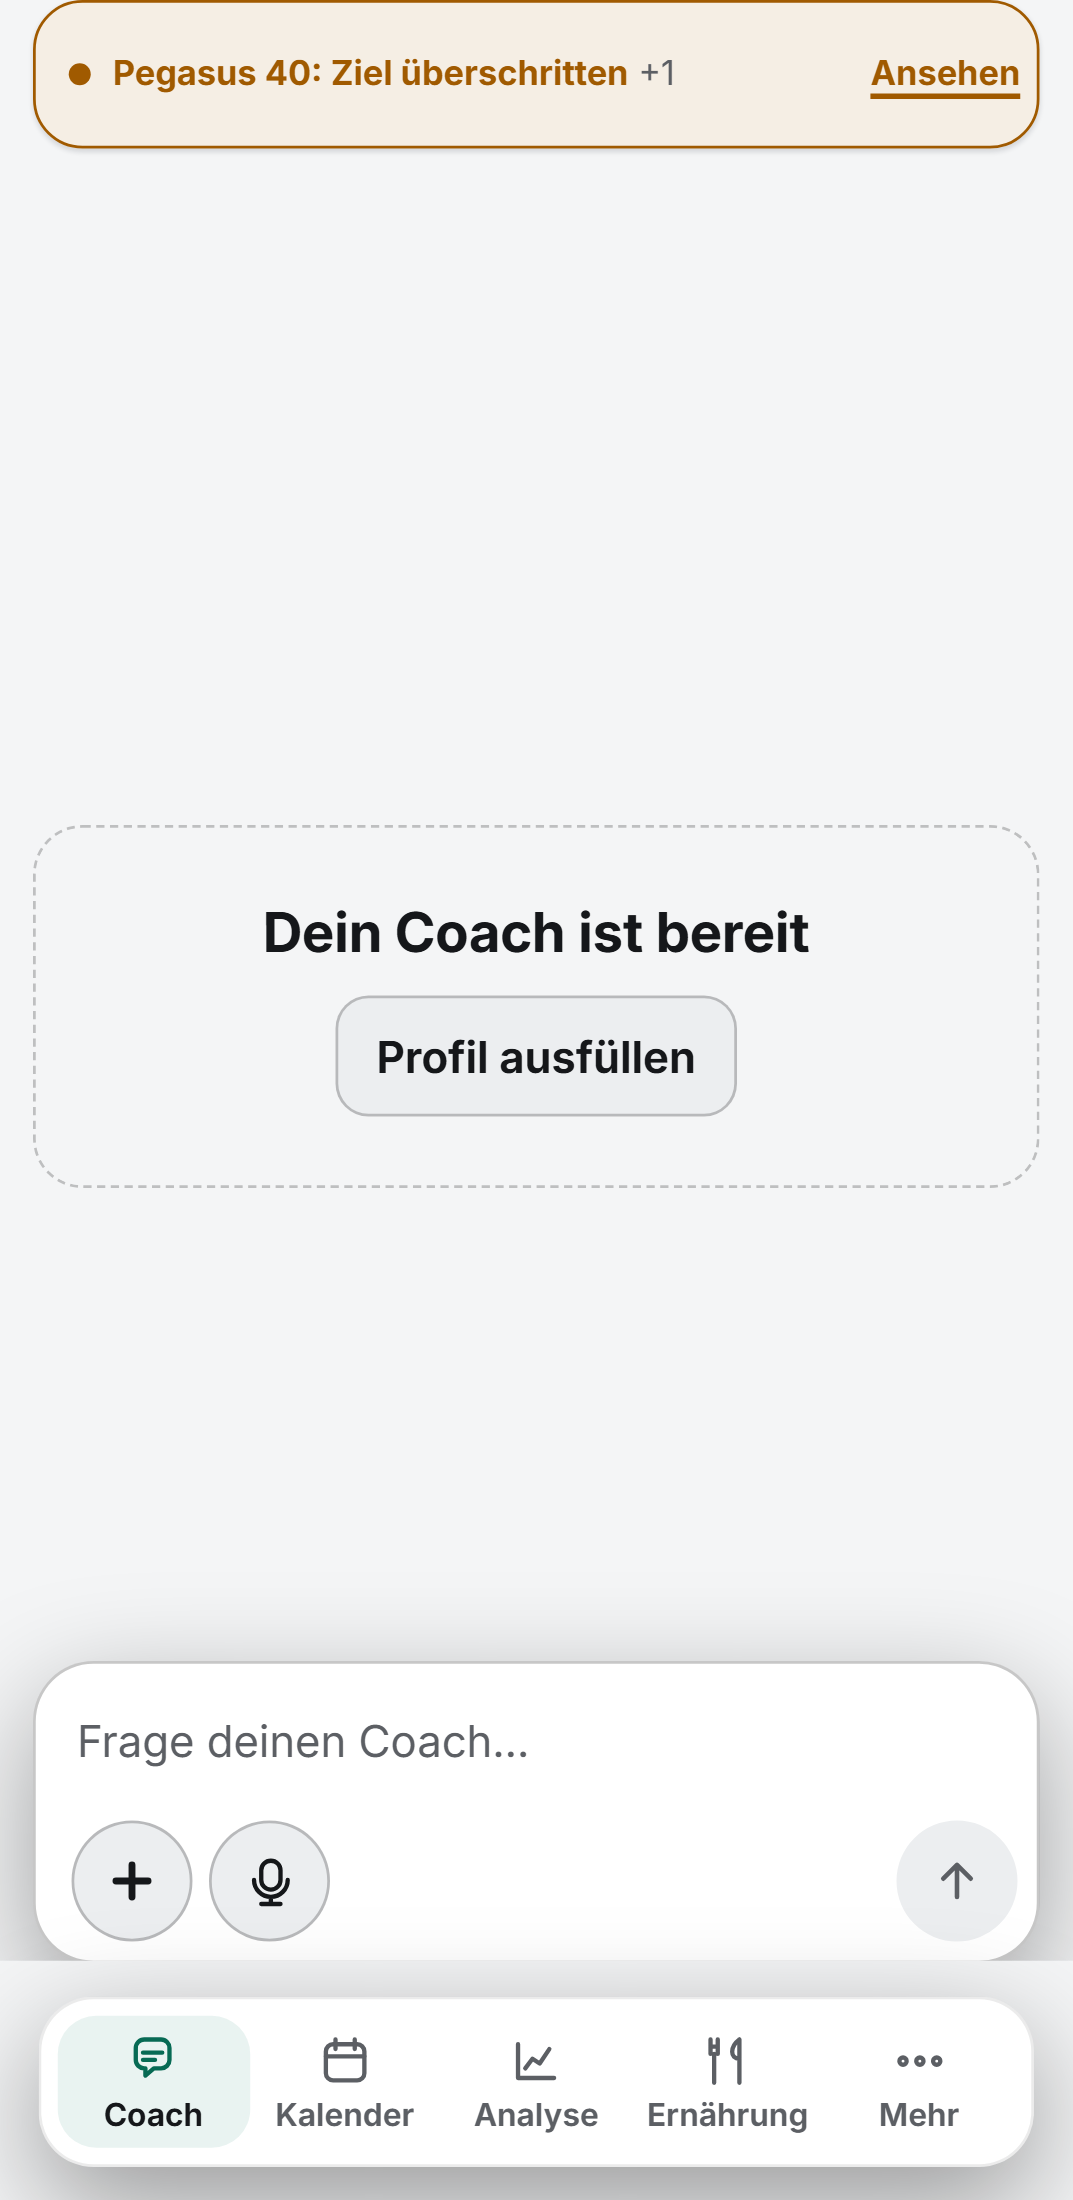 Pegasus 40: Ziel überschritten +1 Ansehen
Dein Coach ist bereit
Profil ausfüllen
Frage deinen Coach...
Coach Kalender Analyse Ernährung Mehr